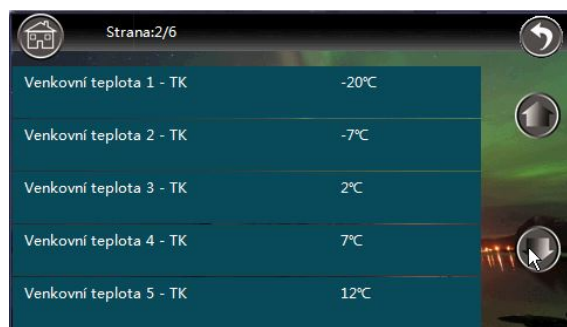 Strana:2/6
Venkovní teplota 1 - TK -20℃
Venkovní teplota 2 - TK -7℃
Venkovní teplota 3 - TK 2℃
Venkovní teplota 4 - TK 7℃
Venkovní teplota 5 - TK 12℃